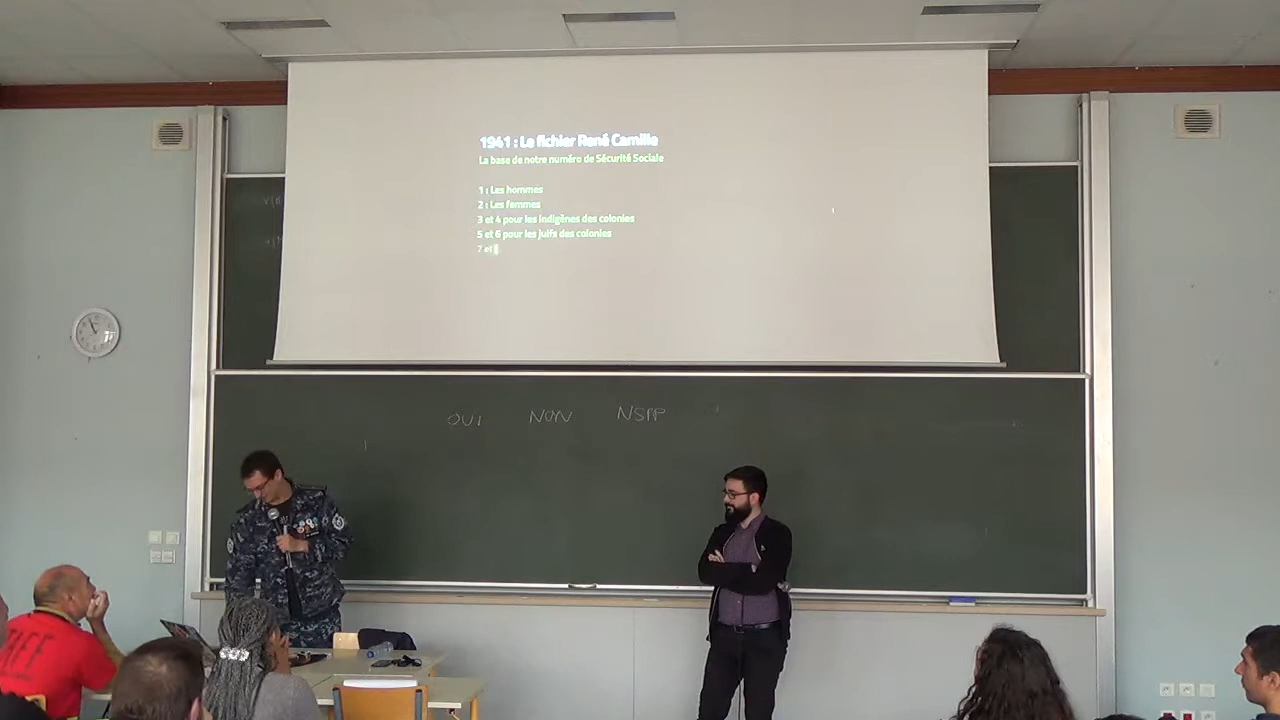 1941 : Le fichier René Camille
La base de notre numéro de Sécurité Sociale
1 : Les hommes
2 : Les femmes
3 et 4 pour les indigènes des colonies
5 et 6 pour les juifs des colonies
7 et
OUI NON NSPP